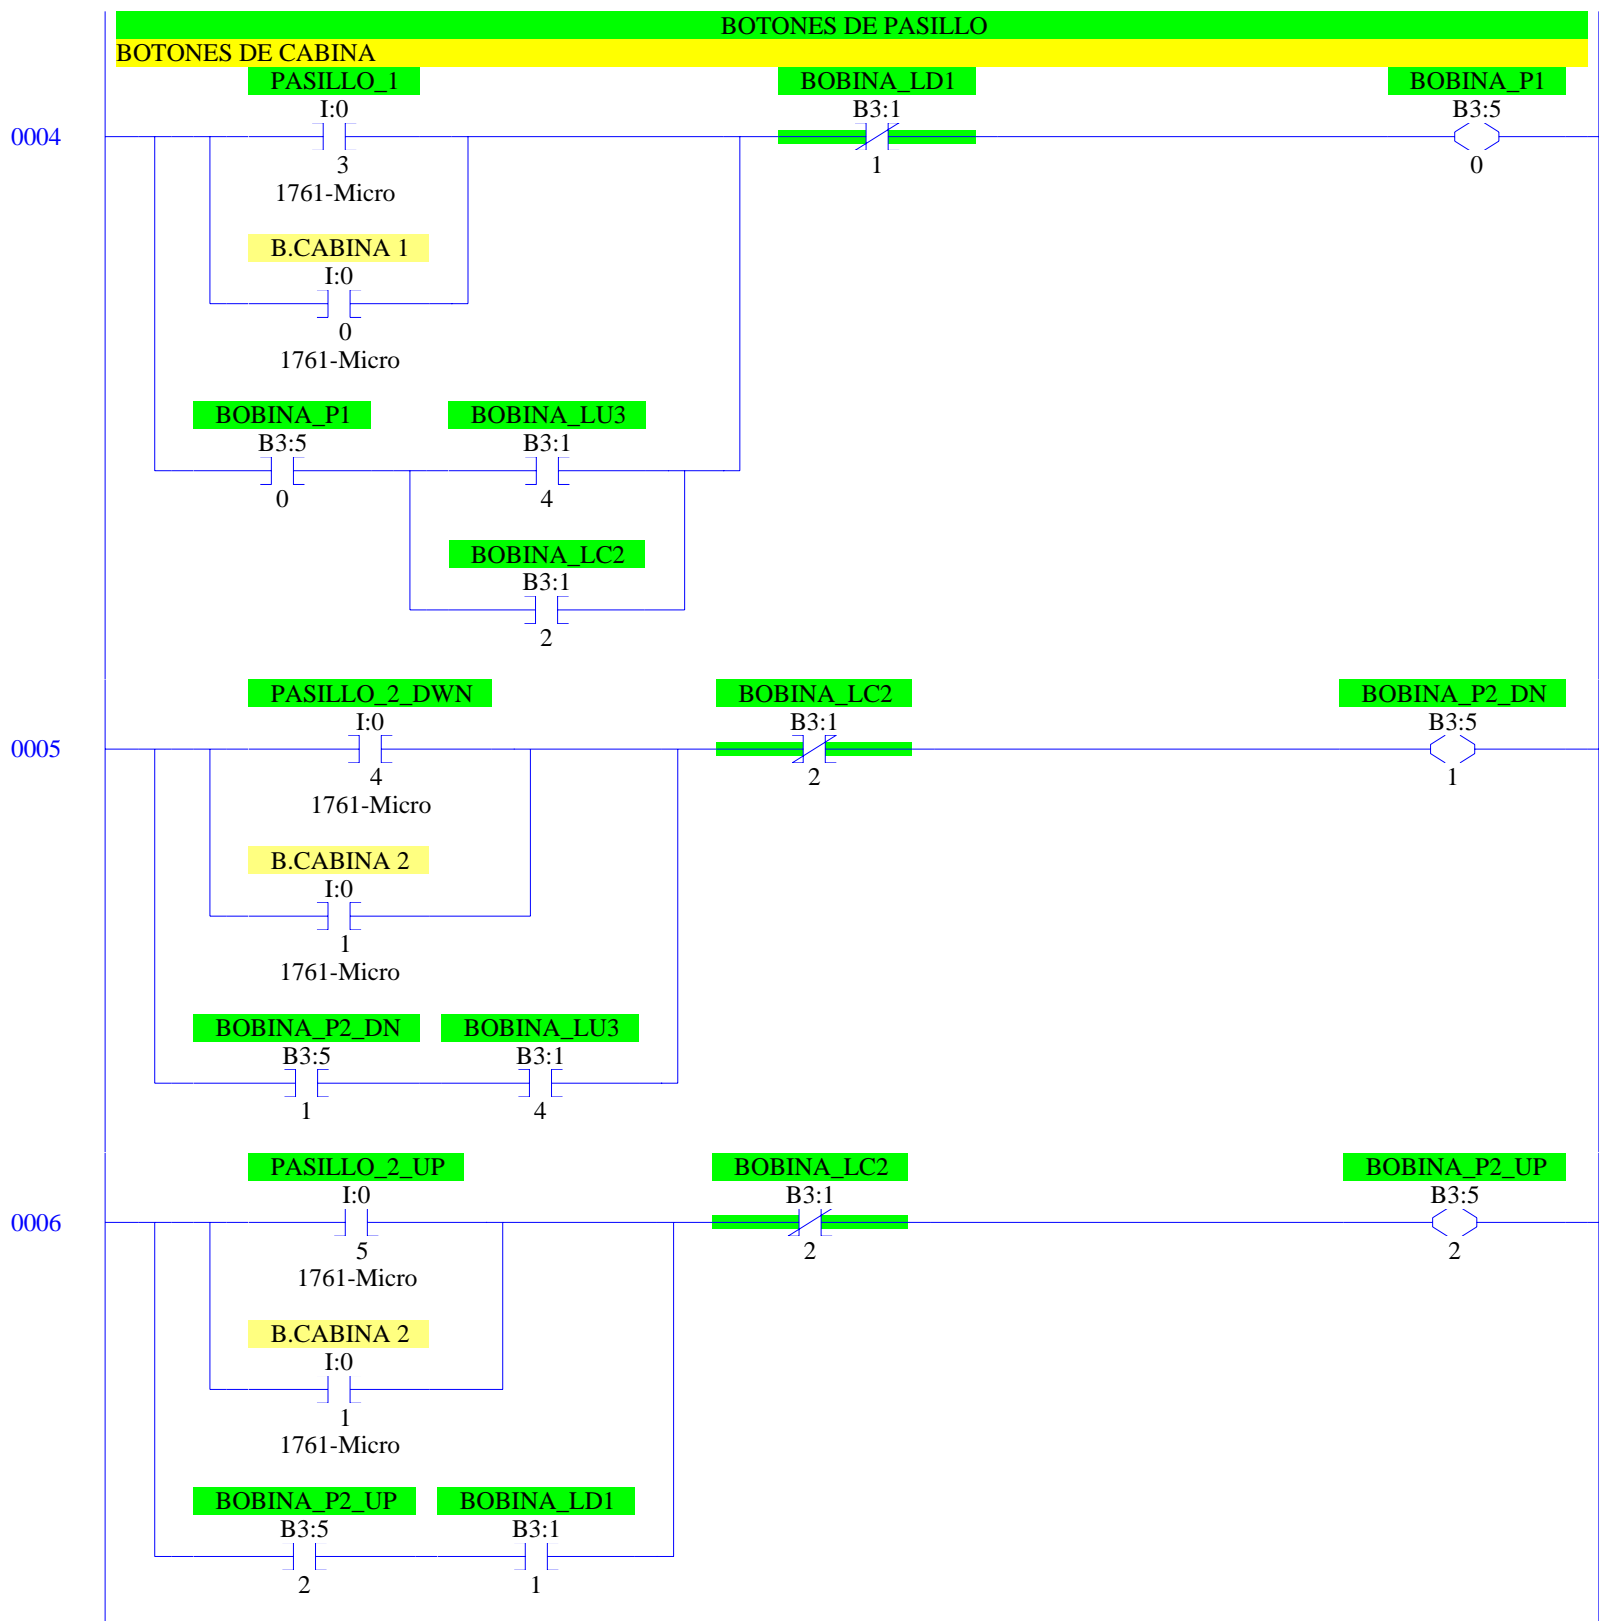 BOTONES DE PASILLO
BOTONES DE CABINA
PASILLO_1 BOBINA_LD1 BOBINA_P1
I:0 B3:1 B3:5
0004
3 1 0
1761-Micro
B.CABINA 1
I:0
0
1761-Micro
BOBINA_P1 BOBINA_LU3
B3:5 B3:1
0 4
BOBINA_LC2
B3:1
2
PASILLO_2_DWN BOBINA_LC2 BOBINA_P2_DN
I:0 B3:1 B3:5
0005
4 2 1
1761-Micro
B.CABINA 2
I:0
1
1761-Micro
BOBINA_P2_DN BOBINA_LU3
B3:5 B3:1
1 4
PASILLO_2_UP BOBINA_LC2 BOBINA_P2_UP
I:0 B3:1 B3:5
0006
5 2 2
1761-Micro
B.CABINA 2
I:0
1
1761-Micro
BOBINA_P2_UP BOBINA_LD1
B3:5 B3:1
2 1